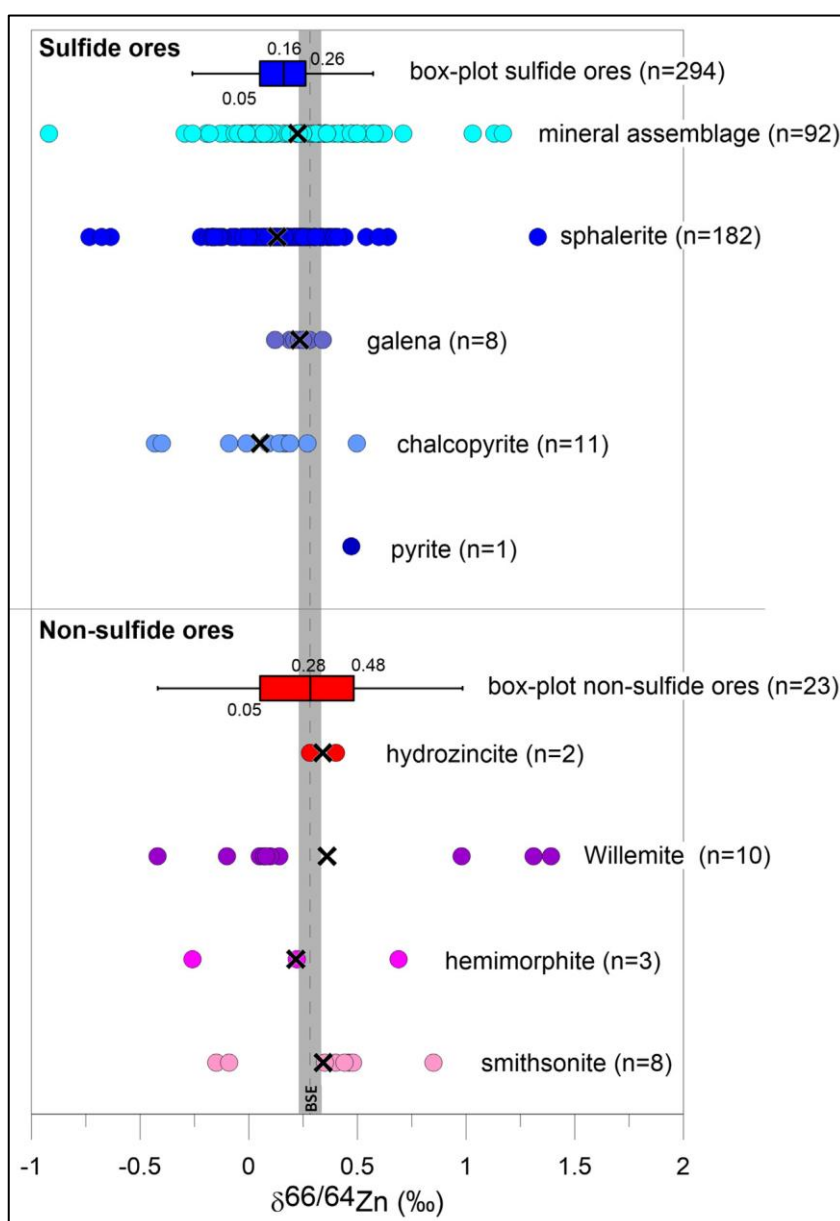 Sulfide ores
0.16
0.26
0.05
box-plot sulfide ores (n=294)
mineral assemblage (n=92)
sphalerite (n=182)
galena (n=8)
chalcopyrite (n=11)
pyrite (n=1)
Non-sulfide ores
0.28
0.48
0.05
box-plot non-sulfide ores (n=23)
hydrozincite (n=2)
Willemite (n=10)
hemimorphite (n=3)
smithsonite (n=8)
BSE
-1 -0.5 0 0.5 1 1.5 2
δ66/64Zn (‰)